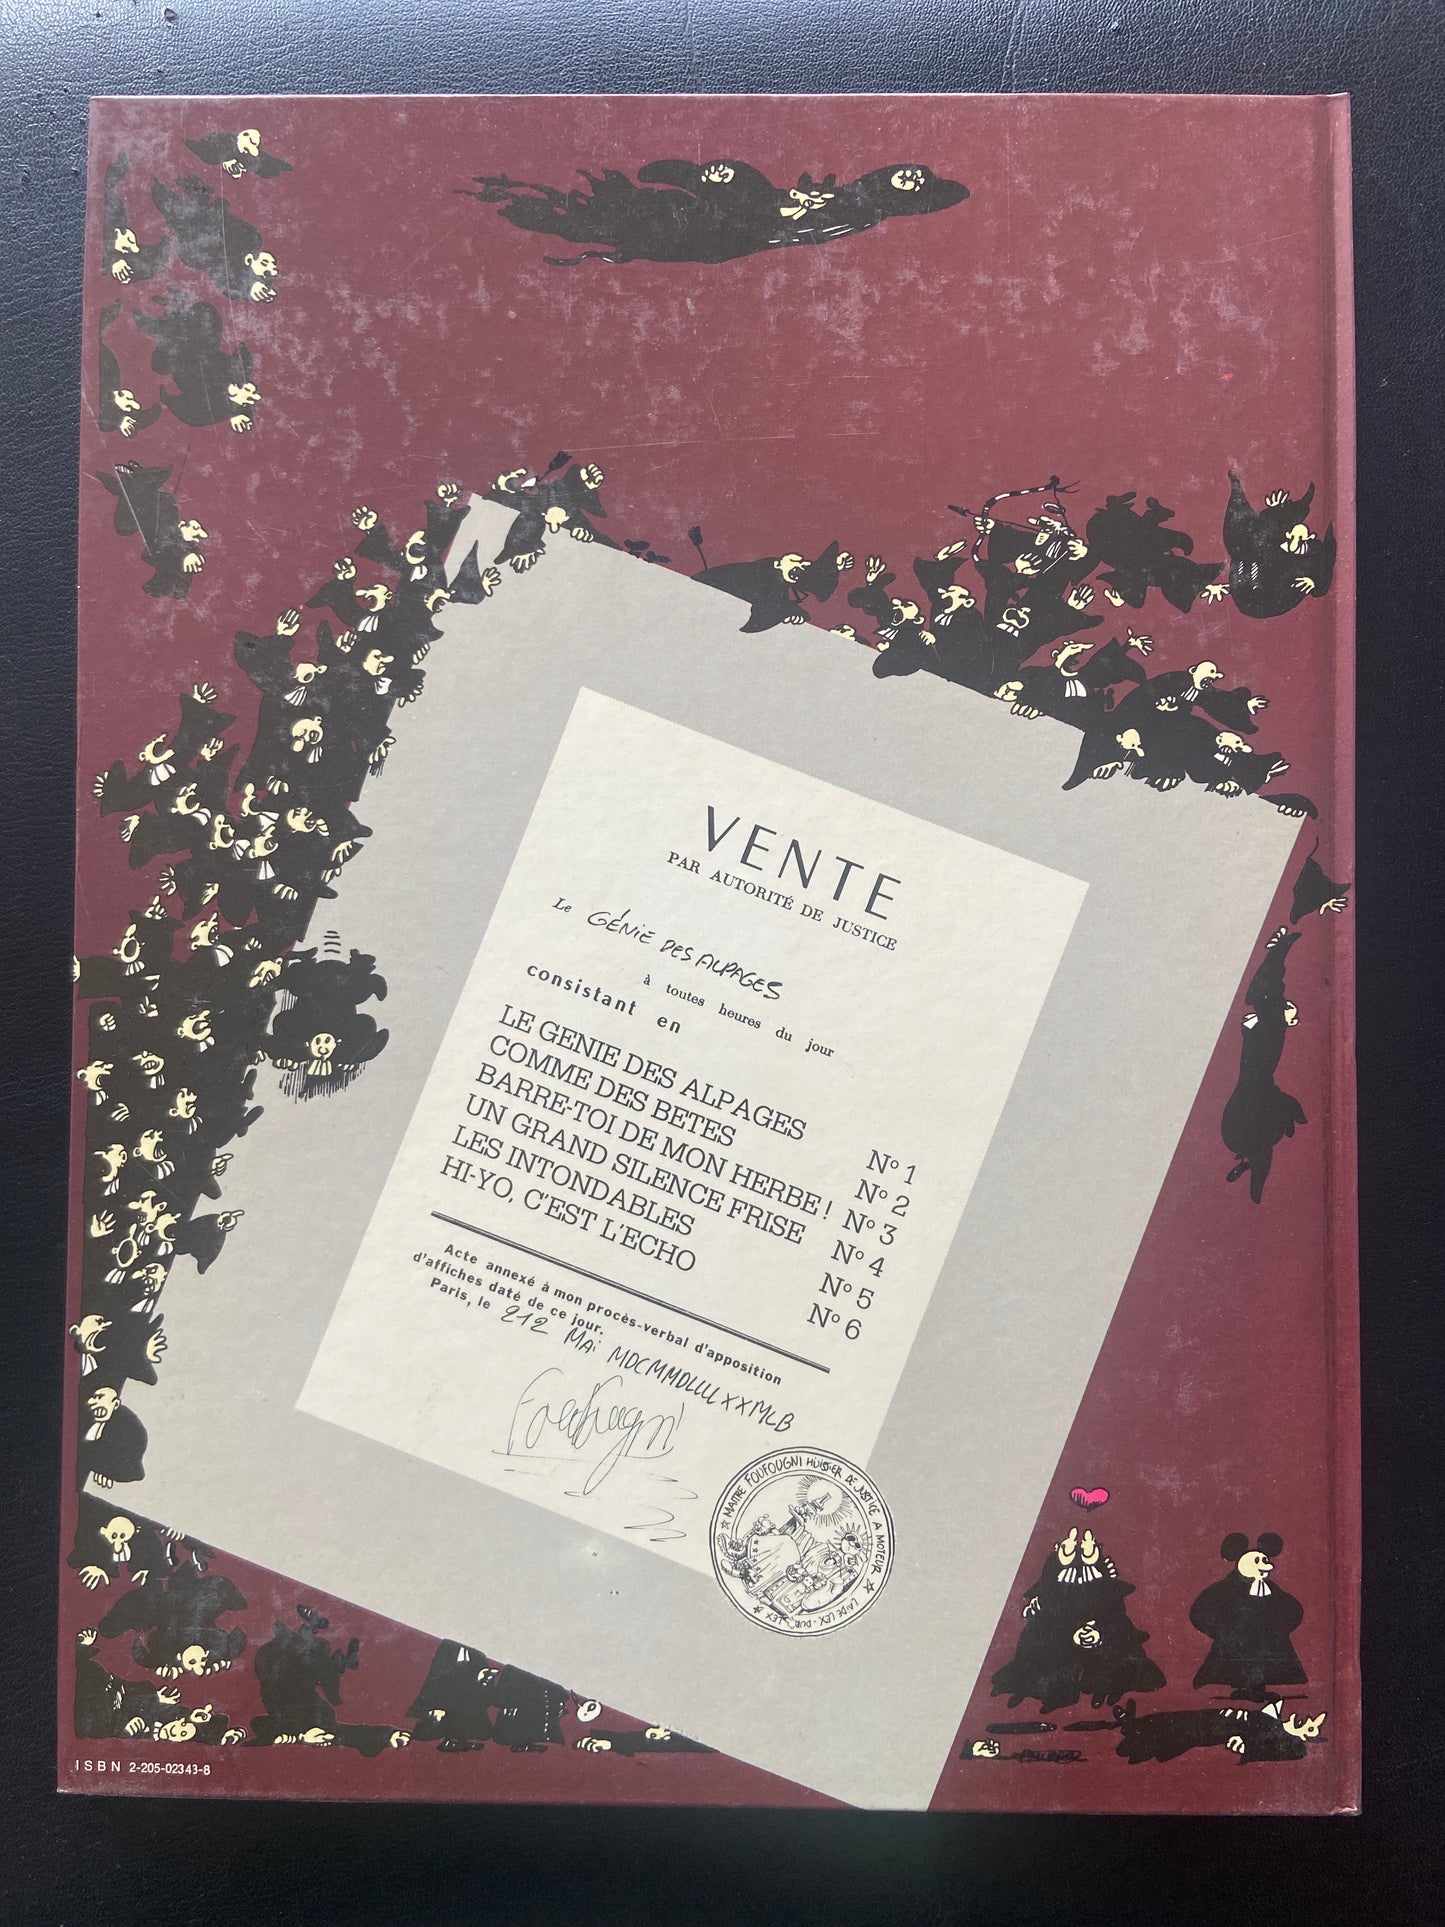 VENTE
PAR AUTORITÉ DE JUSTICE
Le GÉNIE DES ALPAGES
à toutes heures du jour
consistant en
LE GENIE DES ALPAGES N° 1
COMME DES BETES N° 2
BARRE-TOI DE MON HERBE ! N° 3
UN GRAND SILENCE FRISE N° 4
LES INTONDABLES N° 5
HI-YO, C'EST L'ECHO N° 6
Acte annexé à mon procès-verbal d'apposition
d'affiches daté de ce jour.
Paris, le 212 MAi
MAITRE FOUFOUGNI HUISSIER DE JUSTICE A MOTEUR
ISBN 2-205-02343-8